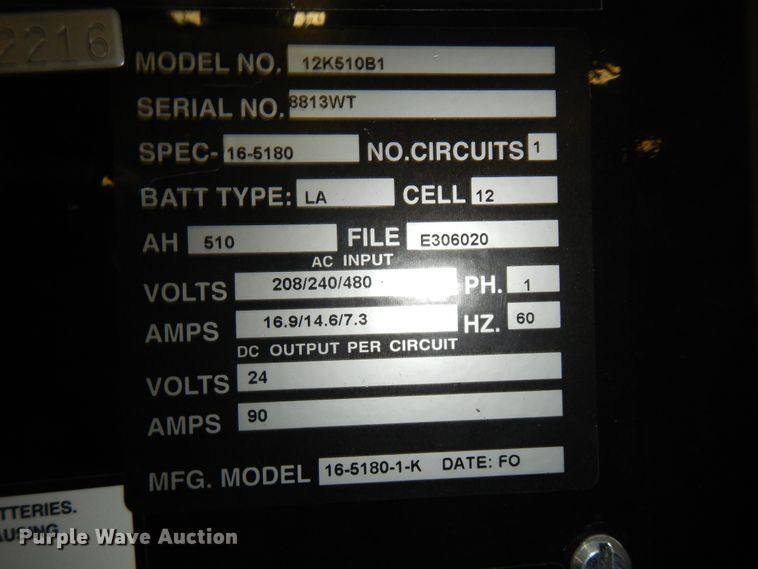 2216
MODEL NO. 12K510B1
SERIAL NO. 8813WT
SPEC- 16-5180 NO.CIRCUITS 1
BATT TYPE: LA CELL 12
AH 510 FILE E306020
AC INPUT
VOLTS 208/240/480 PH. 1
AMPS 16.9/14.6/7.3 HZ. 60
DC OUTPUT PER CIRCUIT
VOLTS 24
AMPS 90
MFG. MODEL 16-5180-1-K DATE: FO
TTERIES.
AUSING
Purple Wave Auction